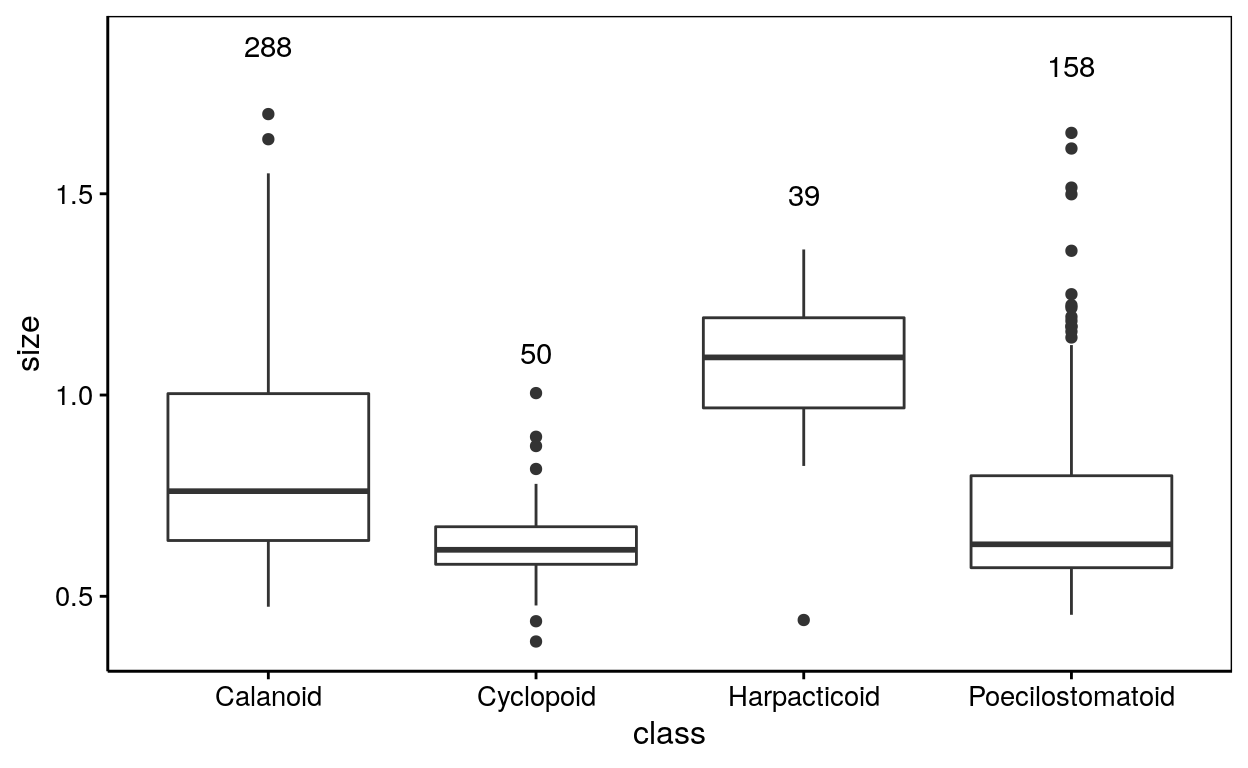 288
158
1.5
39
50
1.0
0.5
size
Calanoid
Cyclopoid
Harpacticoid
Poecilostomatoid
class